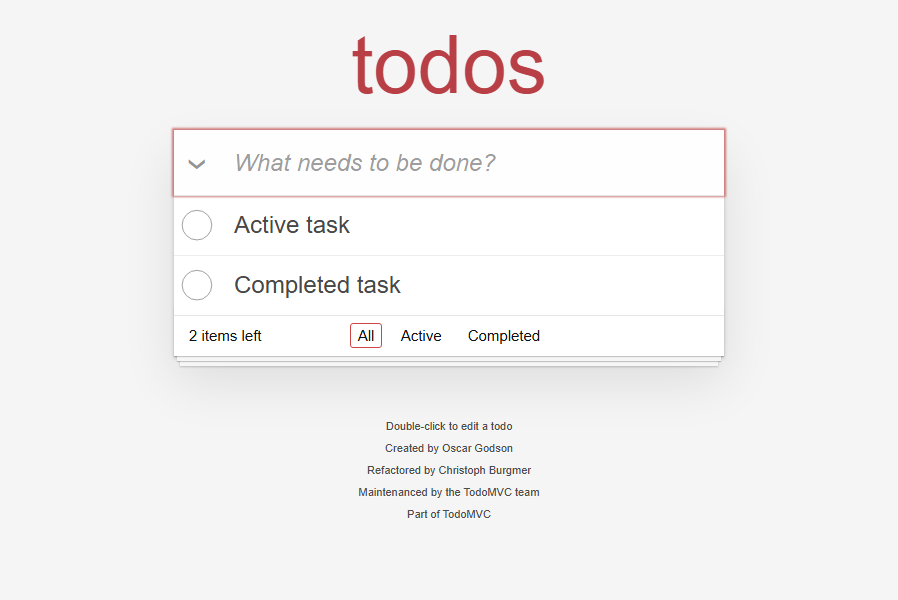 todos
What needs to be done?
Active task
Completed task
2 items left All Active Completed
Double-click to edit a todo
Created by Oscar Godson
Refactored by Christoph Burgmer
Maintenanced by the TodoMVC team
Part of TodoMVC